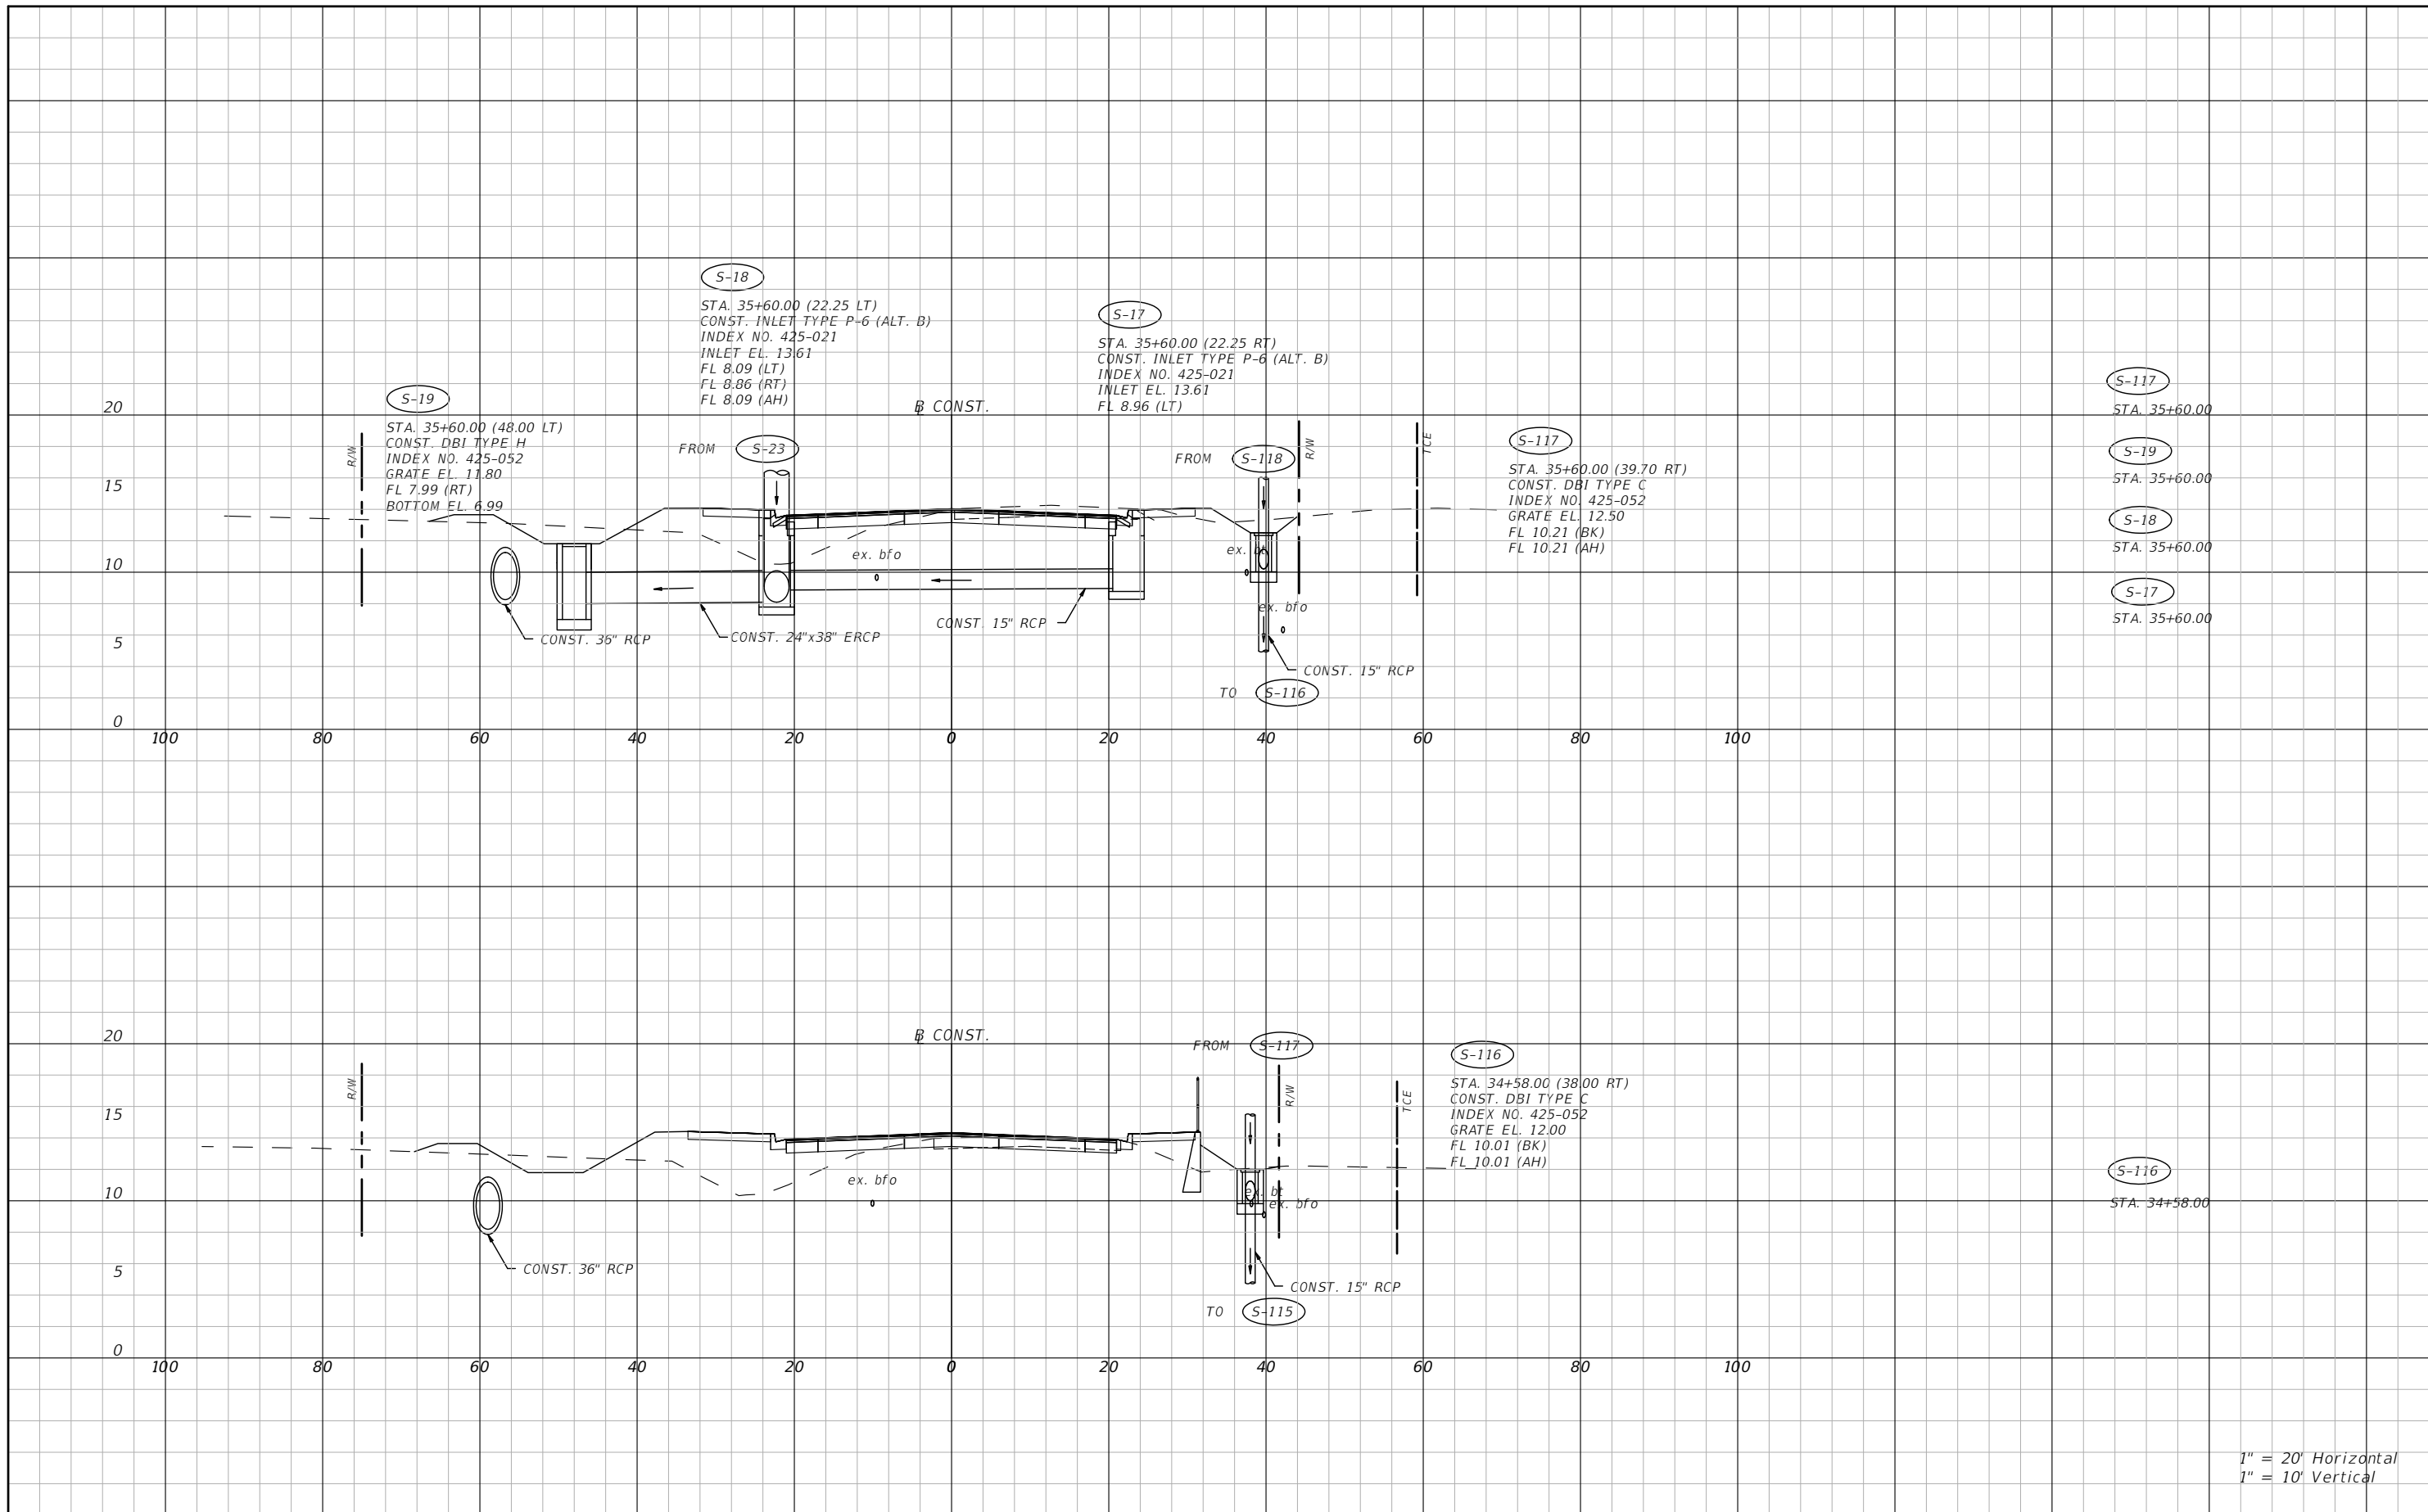 S-18
STA. 35+60.00 (22.25 LT)
CONST. INLET TYPE P-6 (ALT. B)
INDEX NO. 425-021
INLET EL. 13.61
FL 8.09 (LT)
FL 8.86 (RT)
FL 8.09 (AH)
S-17
STA. 35+60.00 (22.25 RT)
CONST. INLET TYPE P-6 (ALT. B)
INDEX NO. 425-021
INLET EL. 13.61
FL 8.96 (LT)
S-19
STA. 35+60.00 (48.00 LT)
CONST. DBI TYPE H
INDEX NO. 425-052
GRATE EL. 11.80
FL 7.99 (RT)
BOTTOM EL. 6.99
S-117
STA. 35+60.00 (39.70 RT)
CONST. DBI TYPE C
INDEX NO. 425-052
GRATE EL. 12.50
FL 10.21 (BK)
FL 10.21 (AH)
S-117
STA. 35+60.00
S-19
STA. 35+60.00
S-18
STA. 35+60.00
S-17
STA. 35+60.00
20
15
10
5
0
R/W
FROM S-23
B CONST.
FROM S-118
R/W
TCE
ex. bfo
ex. bt
ex. bfo
CONST. 36" RCP
CONST. 24"x38" ERCP
CONST. 15" RCP
CONST. 15" RCP
TO S-116
100 80 60 40 20 0 20 40 60 80 100
20
15
10
5
0
R/W
B CONST.
FROM S-117
R/W
TCE
S-116
STA. 34+58.00 (38.00 RT)
CONST. DBI TYPE C
INDEX NO. 425-052
GRATE EL. 12.00
FL 10.01 (BK)
FL 10.01 (AH)
S-116
STA. 34+58.00
ex. bfo
ex. bt
ex. bfo
CONST. 36" RCP
CONST. 15" RCP
TO S-115
100 80 60 40 20 0 20 40 60 80 100
1" = 20' Horizontal
1" = 10' Vertical